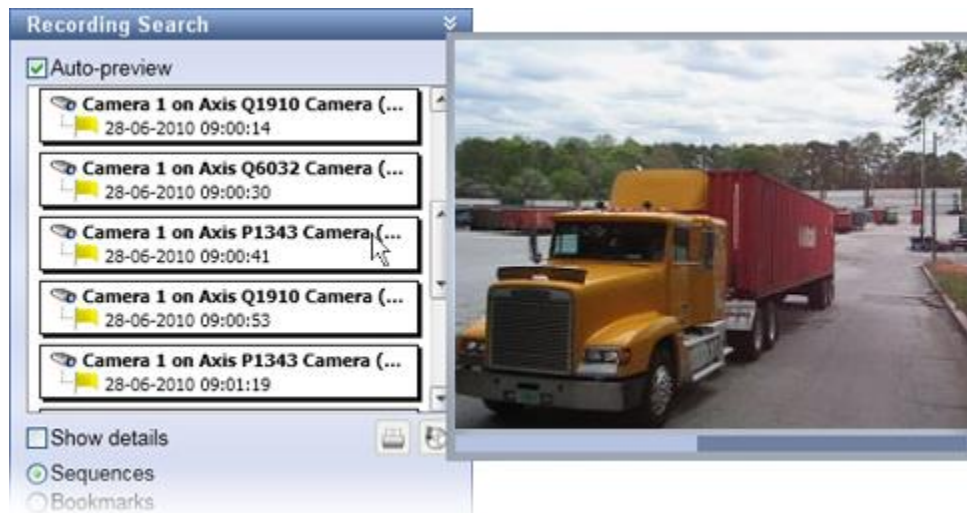 Recording Search
Auto-preview
Camera 1 on Axis Q1910 Camera (...
28-06-2010 09:00:14
Camera 1 on Axis Q6032 Camera (...
28-06-2010 09:00:30
Camera 1 on Axis P1343 Camera (...
28-06-2010 09:00:41
Camera 1 on Axis Q1910 Camera (...
28-06-2010 09:00:53
Camera 1 on Axis P1343 Camera (...
28-06-2010 09:01:19
Show details
Sequences
Bookmarks